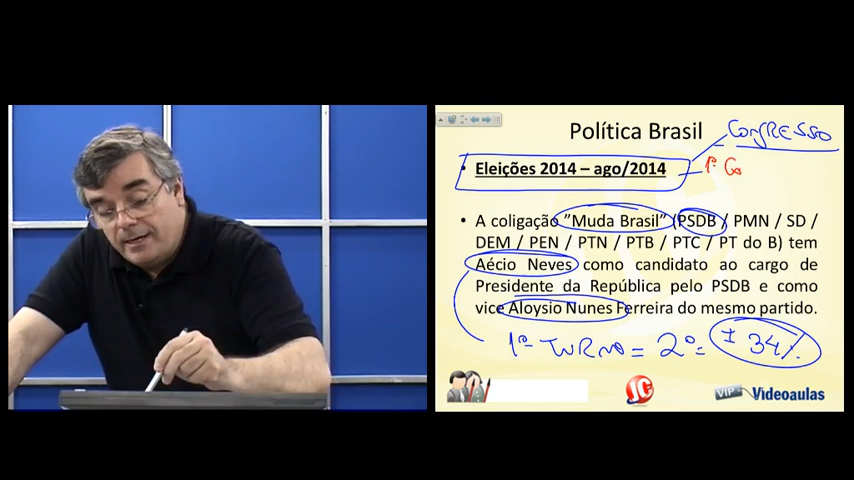 Política Brasil
CONGRESSO
• Eleições 2014 – ago/2014
1º Go
• A coligação "Muda Brasil" (PSDB / PMN / SD /
DEM / PEN / PTN / PTB / PTC / PT do B) tem
Aécio Neves como candidato ao cargo de
Presidente da República pelo PSDB e como
vice Aloysio Nunes Ferreira do mesmo partido.
1º TURNO = 2º = ± 34%
JC
VIP Videoaulas